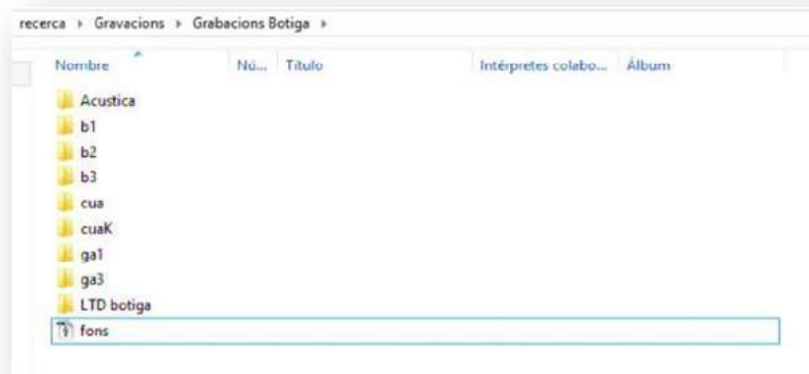 recerca › Gravacions › Grabacions Botiga ›
Nombre Nú... Título Intérpretes colabo... Álbum
Acustica
b1
b2
b3
cua
cuaK
ga1
ga3
LTD botiga
fons